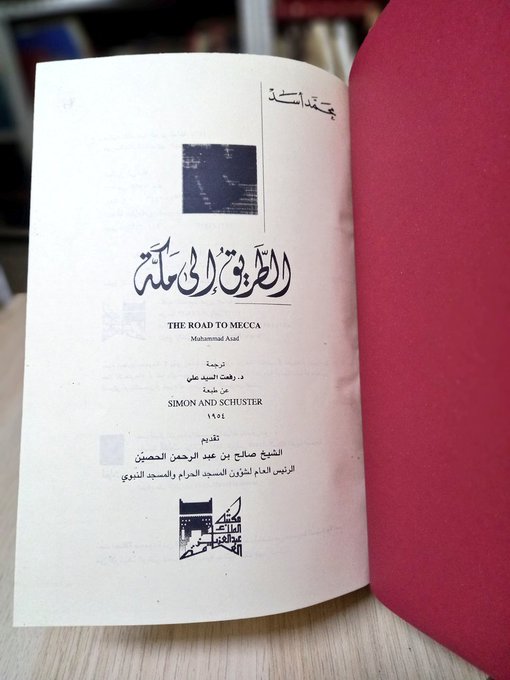 محمد أسد
الطريق إلى مكة
THE ROAD TO MECCA
Muhammad Asad
ترجمة
د. رفعت السيد علي
عن طبعة
SIMON AND SCHUSTER
١٩٥٤
تقديم
الشيخ صالح بن عبد الرحمن الحصيّن
الرئيس العام لشؤون المسجد الحرام والمسجد النبوي
مكتبة
الملك
عبدالعزيز
العامة